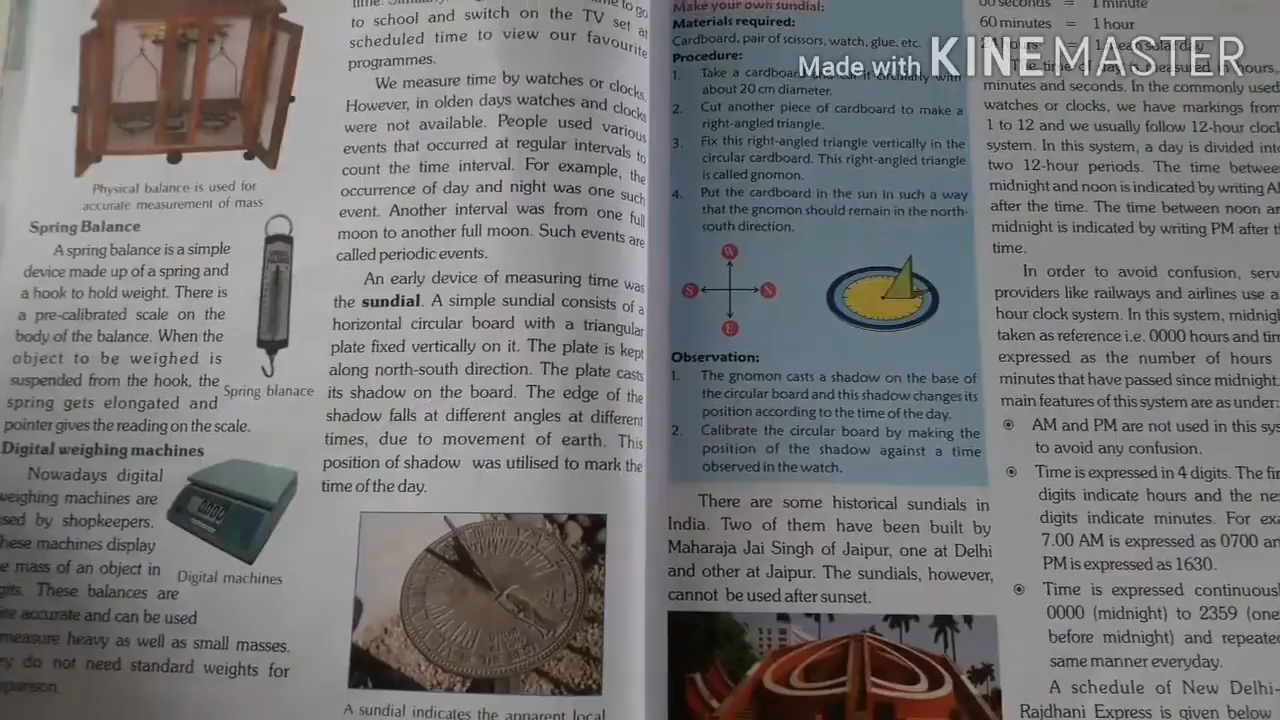 Physical balance is used for
accurate measurement of mass
Spring Balance
A spring balance is a simple
device made up of a spring and
a hook to hold weight. There is
a pre-calibrated scale on the
body of the balance. When the
object to be weighed is
suspended from the hook, the
spring gets elongated and
pointer gives the reading on the scale.
Spring blanace
Digital weighing machines
Nowadays digital
weighing machines are
by shopkeepers.
machines display
mass of an object in
These balances are
accurate and can be used
measure heavy as well as small masses.
do not need standard weights for
Digital machines
to go
to school and switch on the TV set at
scheduled time to view our favourite
programmes.
We measure time by watches or clocks.
However, in olden days watches and clocks
were not available. People used various
events that occurred at regular intervals to
count the time interval. For example, the
occurrence of day and night was one such
event. Another interval was from one full
moon to another full moon. Such events are
called periodic events.
An early device of measuring time was
the sundial. A simple sundial consists of a
horizontal circular board with a triangular
plate fixed vertically on it. The plate is kept
along north-south direction. The plate casts
its shadow on the board. The edge of the
shadow falls at different angles at different
times, due to movement of earth. This
position of shadow was utilised to mark the
time of the day.
A sundial indicates the apparent local
Make your own sundial:
Materials required:
Cardboard, pair of scissors, watch, glue, etc.
Procedure:
1. Take a cardboard and cut it circularly with
about 20 cm diameter.
2. Cut another piece of cardboard to make a
right-angled triangle.
3. Fix this right-angled triangle vertically in the
circular cardboard. This right-angled triangle
is called gnomon.
4. Put the cardboard in the sun in such a way
that the gnomon should remain in the north-
south direction.
W
S N
E
Observation:
1. The gnomon casts a shadow on the base of
the circular board and this shadow changes its
position according to the time of the day.
2. Calibrate the circular board by making the
position of the shadow against a time
observed in the watch.
There are some historical sundials in
India. Two of them have been built by
Maharaja Jai Singh of Jaipur, one at Delhi
and other at Jaipur. The sundials, however,
cannot be used after sunset.
60 seconds = 1 minute
60 minutes = 1 hour
= 1 mean solar day
The time of day is measured in hours,
minutes and seconds. In the commonly used
watches or clocks, we have markings from
1 to 12 and we usually follow 12-hour clock
system. In this system, a day is divided into
two 12-hour periods. The time between
midnight and noon is indicated by writing AM
after the time. The time between noon and
midnight is indicated by writing PM after the
time.
In order to avoid confusion,
providers like railways and airlines use a
hour clock system. In this system, midnight
taken as reference i.e. 0000 hours and
expressed as the number of hours
minutes that have passed since midnight.
main features of this system are as under:
AM and PM are not used in this
to avoid any confusion.
Time is expressed in 4 digits. The
digits indicate hours and the
digits indicate minutes. For
7.00 AM is expressed as 0700
PM is expressed as 1630.
Time is expressed
0000 (midnight) to 2359 (one
before midnight) and
same manner everyday.
A schedule of New Delhi-
Rajdhani Express is given below
Made with KINEMASTER